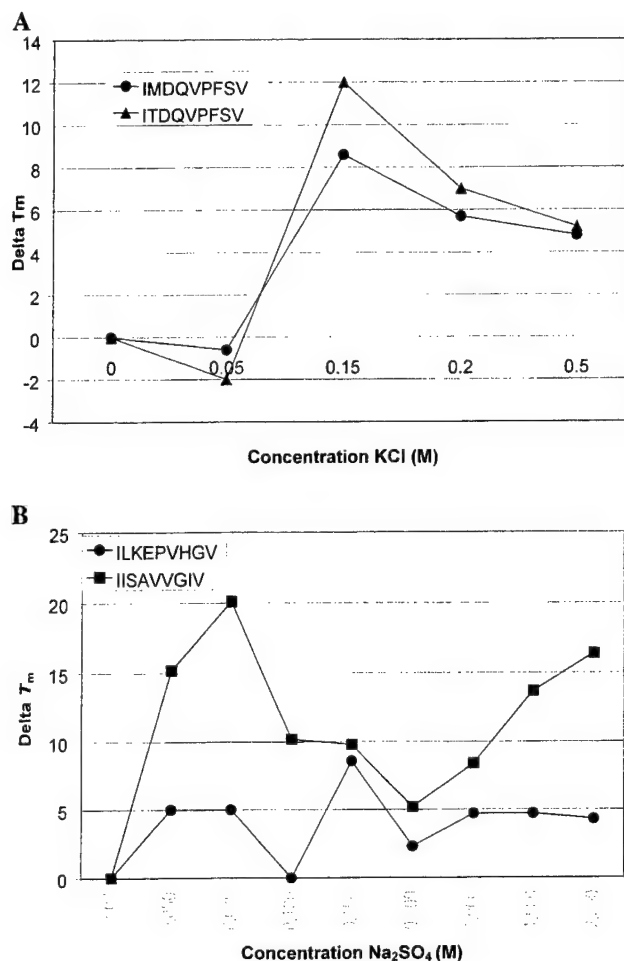 A
14
12
10
8
6
4
2
0
-2
-4
Delta Tm
IMDQVPFSV
ITDQVPFSV
0 0.05 0.15 0.2 0.5
Concentration KCl (M)
B
25
20
15
10
5
0
Delta Tm
ILKEPVHGV
IISAVVGIV
Concentration Na2SO4 (M)